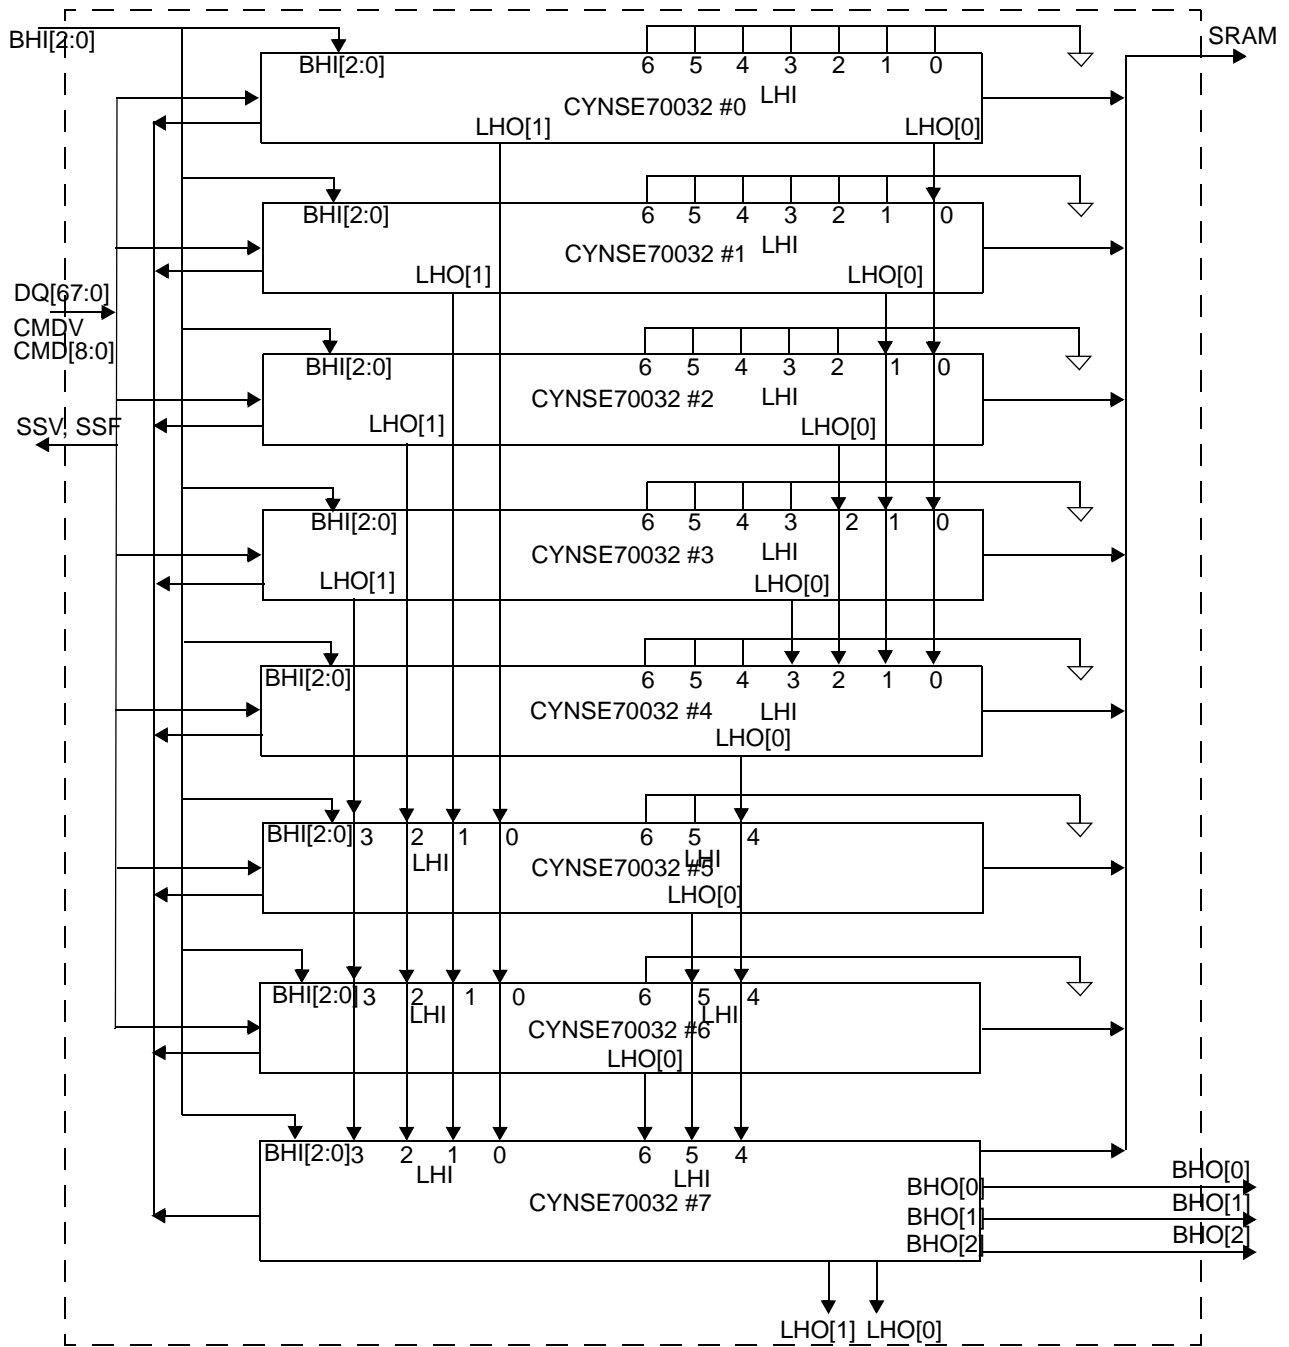 BHI[2:0]
SRAM
BHI[2:0]
6 5 4 3 2 1 0
LHI
CYNSE70032 #0
LHO[1]
LHO[0]
BHI[2:0]
6 5 4 3 2 1 0
LHI
CYNSE70032 #1
LHO[1]
LHO[0]
DQ[67:0]
CMDV
CMD[8:0]
BHI[2:0]
6 5 4 3 2 1 0
LHI
CYNSE70032 #2
LHO[1]
LHO[0]
SSV, SSF
BHI[2:0]
6 5 4 3 2 1 0
LHI
CYNSE70032 #3
LHO[1]
LHO[0]
BHI[2:0]
6 5 4 3 2 1 0
LHI
CYNSE70032 #4
LHO[0]
BHI[2:0] 3 2 1 0 6 5 4
LHI
LHI
CYNSE70032 #5
LHO[0]
BHI[2:0] 3 2 1 0 6 5 4
LHI
LHI
CYNSE70032 #6
LHO[0]
BHI[2:0] 3 2 1 0 6 5 4
LHI
LHI
CYNSE70032 #7
BHO[0]
BHO[0]
BHO[1]
BHO[1]
BHO[2]
BHO[2]
LHO[1] LHO[0]